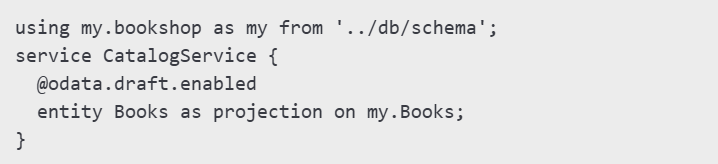 using my.bookshop as my from '../db/schema';
service CatalogService {
  @odata.draft.enabled
  entity Books as projection on my.Books;
}